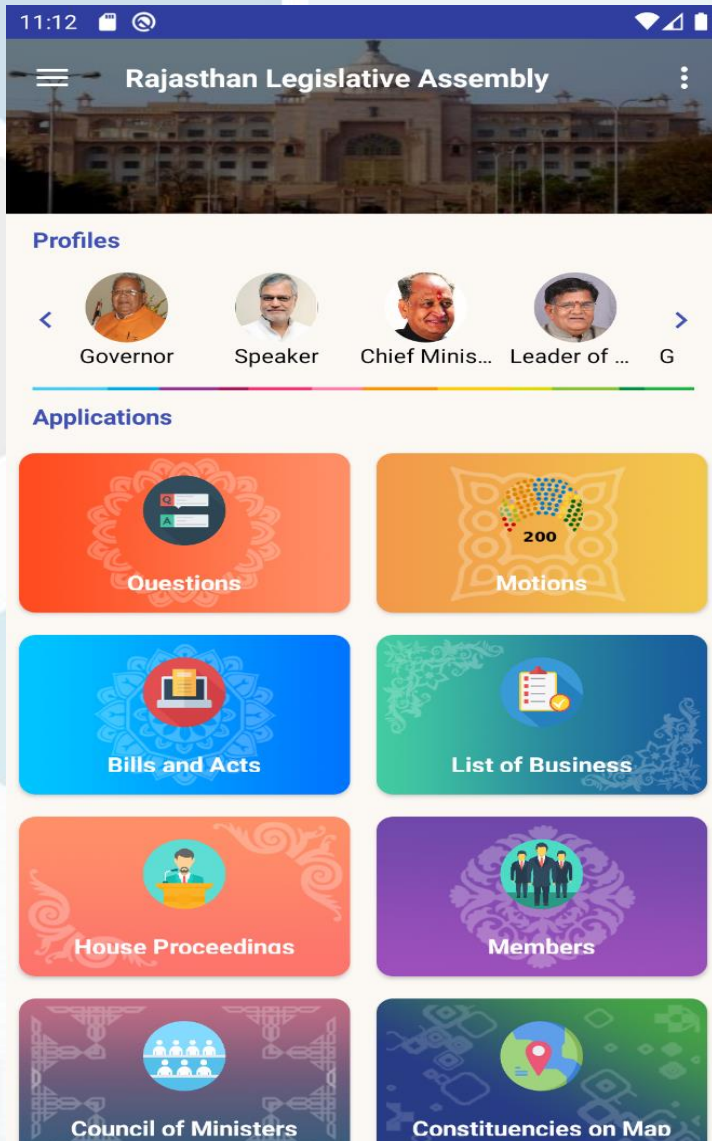 11:12
Rajasthan Legislative Assembly
Profiles
Governor
Speaker
Chief Minis...
Leader of ...
G
Applications
Q
A
Questions
200
Motions
Bills and Acts
List of Business
House Proceedings
Members
Council of Ministers
Constituencies on Map